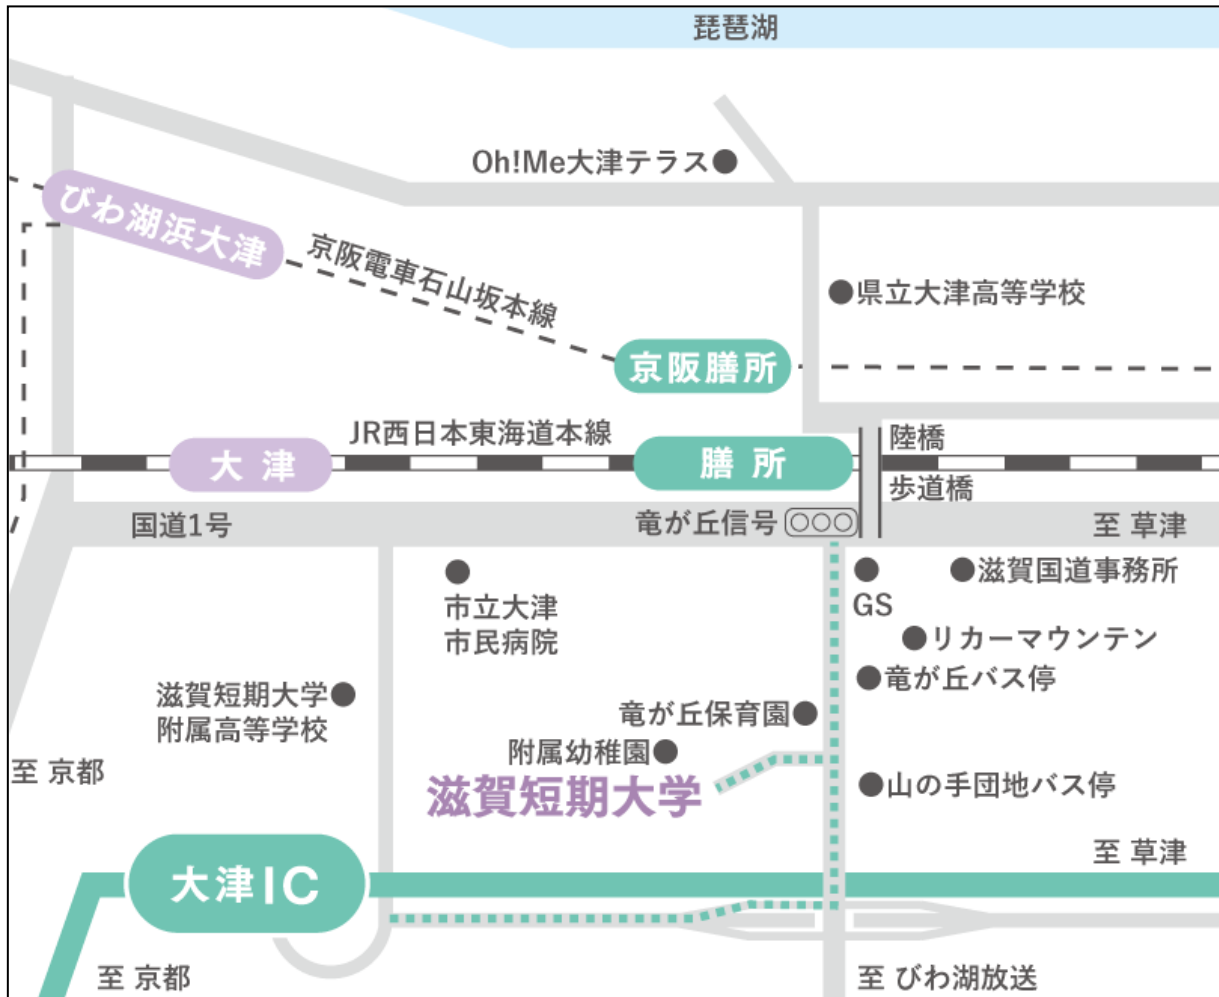 琵琶湖
Oh!Me大津テラス
びわ湖浜大津
京阪電車石山坂本線
県立大津高等学校
京阪膳所
JR西日本東海道本線
陸橋
大津
膳所
歩道橋
国道1号
竜が丘信号
至 草津
市立大津
市民病院
GS
滋賀国道事務所
リカーマウンテン
竜が丘バス停
滋賀短期大学
附属高等学校
竜が丘保育園
附属幼稚園
至 京都
滋賀短期大学
山の手団地バス停
至 草津
大津IC
至 京都
至 びわ湖放送